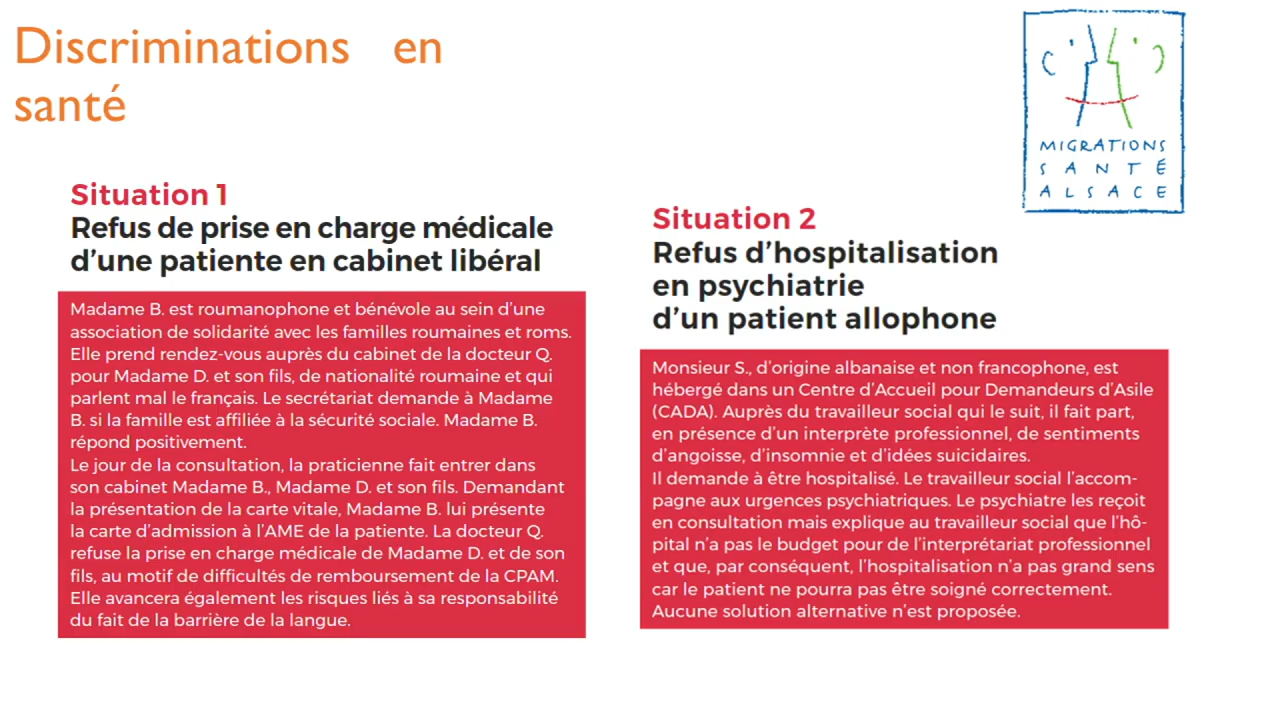 Discriminations en
santé
MIGRATIONS
SANTÉ
ALSACE
Situation 1
Refus de prise en charge médicale
d’une patiente en cabinet libéral
Madame B. est roumanophone et bénévole au sein d’une
association de solidarité avec les familles roumaines et roms.
Elle prend rendez-vous auprès du cabinet de la docteur Q.
pour Madame D. et son fils, de nationalité roumaine et qui
parlent mal le français. Le secrétariat demande à Madame
B. si la famille est affiliée à la sécurité sociale. Madame B.
répond positivement.
Le jour de la consultation, la praticienne fait entrer dans
son cabinet Madame B., Madame D. et son fils. Demandant
la présentation de la carte vitale, Madame B. lui présente
la carte d’admission à l’AME de la patiente. La docteur Q.
refuse la prise en charge médicale de Madame D. et de son
fils, au motif de difficultés de remboursement de la CPAM.
Elle avancera également les risques liés à sa responsabilité
du fait de la barrière de la langue.
Situation 2
Refus d’hospitalisation
en psychiatrie
d’un patient allophone
Monsieur S., d’origine albanaise et non francophone, est
hébergé dans un Centre d’Accueil pour Demandeurs d’Asile
(CADA). Auprès du travailleur social qui le suit, il fait part,
en présence d’un interprète professionnel, de sentiments
d’angoisse, d’insomnie et d’idées suicidaires.
Il demande à être hospitalisé. Le travailleur social l’accom-
pagne aux urgences psychiatriques. Le psychiatre les reçoit
en consultation mais explique au travailleur social que l’hô-
pital n’a pas le budget pour de l’interprétariat professionnel
et que, par conséquent, l’hospitalisation n’a pas grand sens
car le patient ne pourra pas être soigné correctement.
Aucune solution alternative n’est proposée.